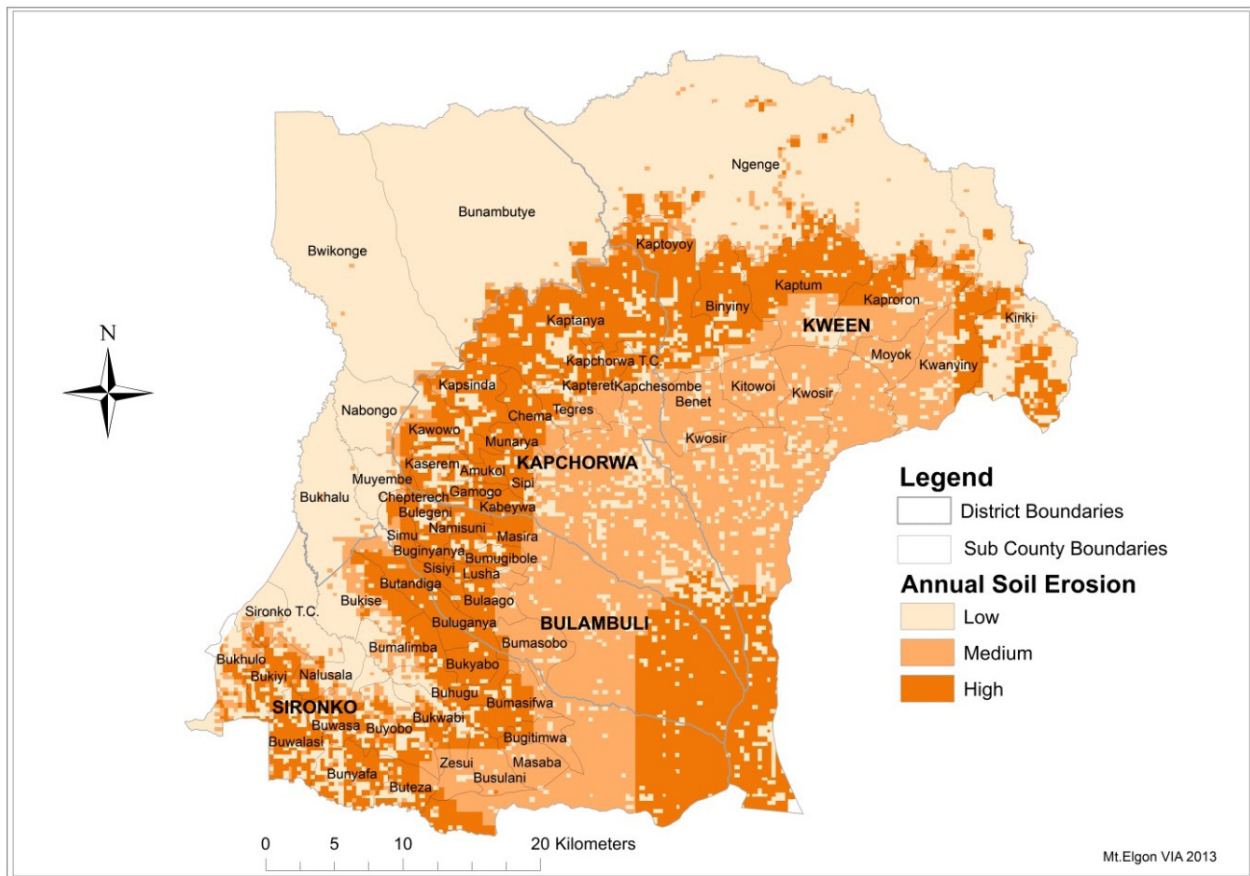 Ngenge
Bunambutye
Kaptoyoy
Bwikonge
Kaptum
Kaproron
Binyiny
Kaptanya
KWEEN
Kiriki
Moyok
Kapchorwa T.C.
Kwanyiny
Kapsinda
Kapteret
Kapchesombe
Kitowoi
Kwosir
Benet
N
Nabongo
Chema
Tegres
Kawowo
Munarya
Kwosir
KAPCHORWA
Kaserem
Amukol
Muyembe
Sipi
Gamogo
Bukhalu
Chepterech
Kabeywa
Bulegeni
Namisuni
Simu
Masira
Buginyanya
Bumugibole
Sisiyi
Lusha
Butandiga
Bukise
Bulaago
Sironko T.C.
Buluganya
BULAMBULI
Bumalimba
Bumasobo
Bukhulo
Bukyabo
Bukiyi
Nalusala
Buhugu
SIRONKO
Bumasifwa
Bukwabi
Buwasa
Buyobo
Buwalasi
Bugitimwa
Zesui
Masaba
Bunyafa
Busulani
Buteza
Legend
District Boundaries
Sub County Boundaries
Annual Soil Erosion
Low
Medium
High
0 5 10 20 Kilometers
Mt.Elgon VIA 2013